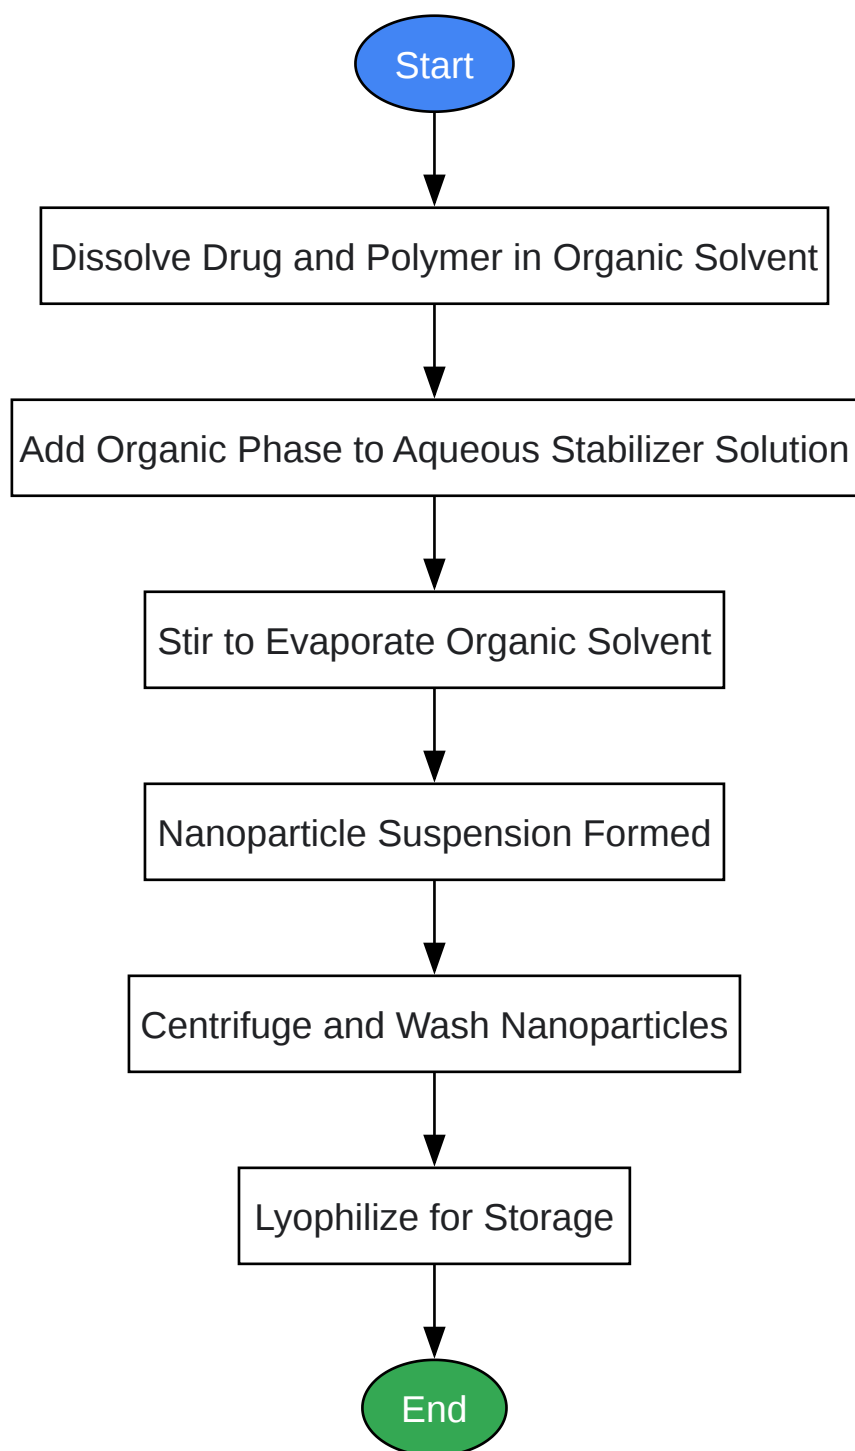 Start
Dissolve Drug and Polymer in Organic Solvent
Add Organic Phase to Aqueous Stabilizer Solution
Stir to Evaporate Organic Solvent
Nanoparticle Suspension Formed
Centrifuge and Wash Nanoparticles
Lyophilize for Storage
End